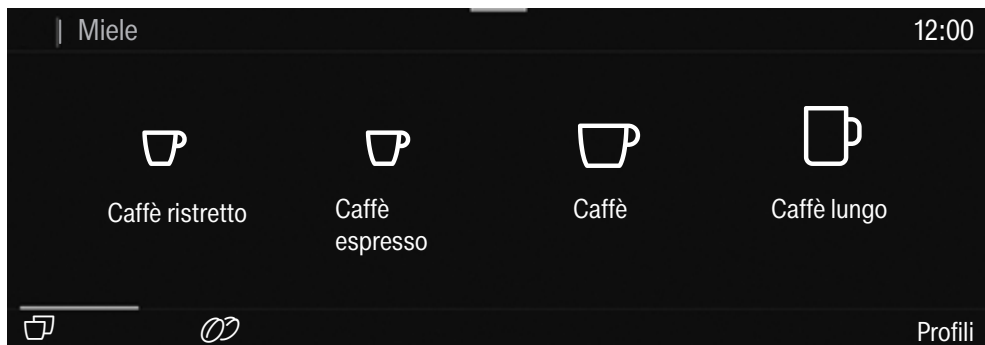 Miele
12:00
Caffè ristretto
Caffè
espresso
Caffè
Caffè lungo
Profili